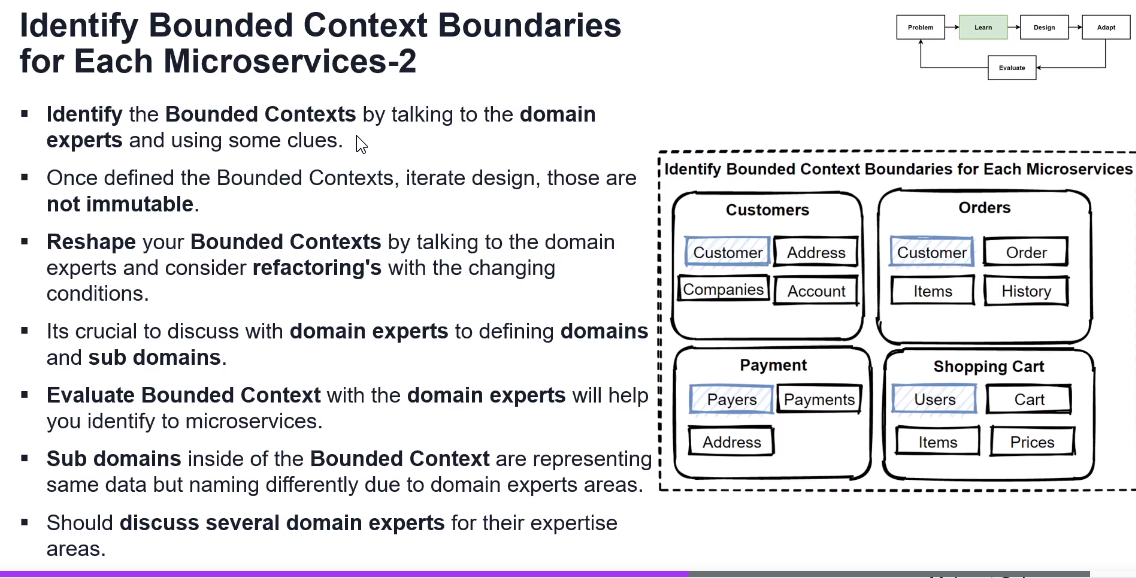 Identify Bounded Context Boundaries
for Each Microservices-2
Problem
Learn
Design
Adapt
Evaluate
▪ Identify the Bounded Contexts by talking to the domain
experts and using some clues.
▪ Once defined the Bounded Contexts, iterate design, those are
not immutable.
▪ Reshape your Bounded Contexts by talking to the domain
experts and consider refactoring's with the changing
conditions.
▪ Its crucial to discuss with domain experts to defining domains
and sub domains.
▪ Evaluate Bounded Context with the domain experts will help
you identify to microservices.
▪ Sub domains inside of the Bounded Context are representing
same data but naming differently due to domain experts areas.
▪ Should discuss several domain experts for their expertise
areas.
Identify Bounded Context Boundaries for Each Microservices
Customers
Customer
Address
Companies
Account
Orders
Customer
Order
Items
History
Payment
Payers
Payments
Address
Shopping Cart
Users
Cart
Items
Prices